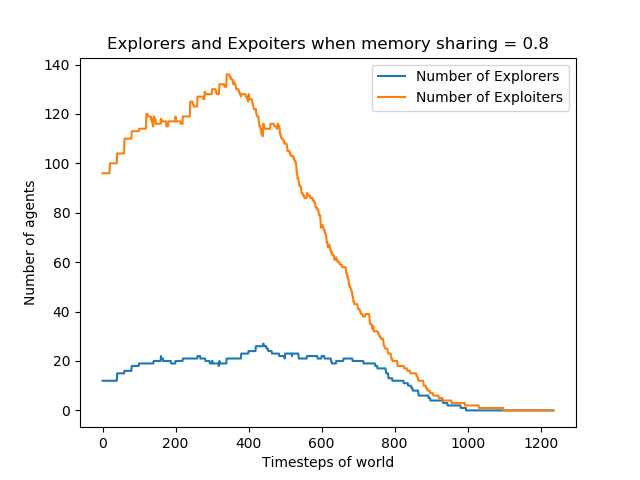 Explorers and Expoiters when memory sharing = 0.8
Number of Explorers
Number of Exploiters
140
120
100
80
60
40
20
0
Number of agents
0 200 400 600 800 1000 1200
Timesteps of world